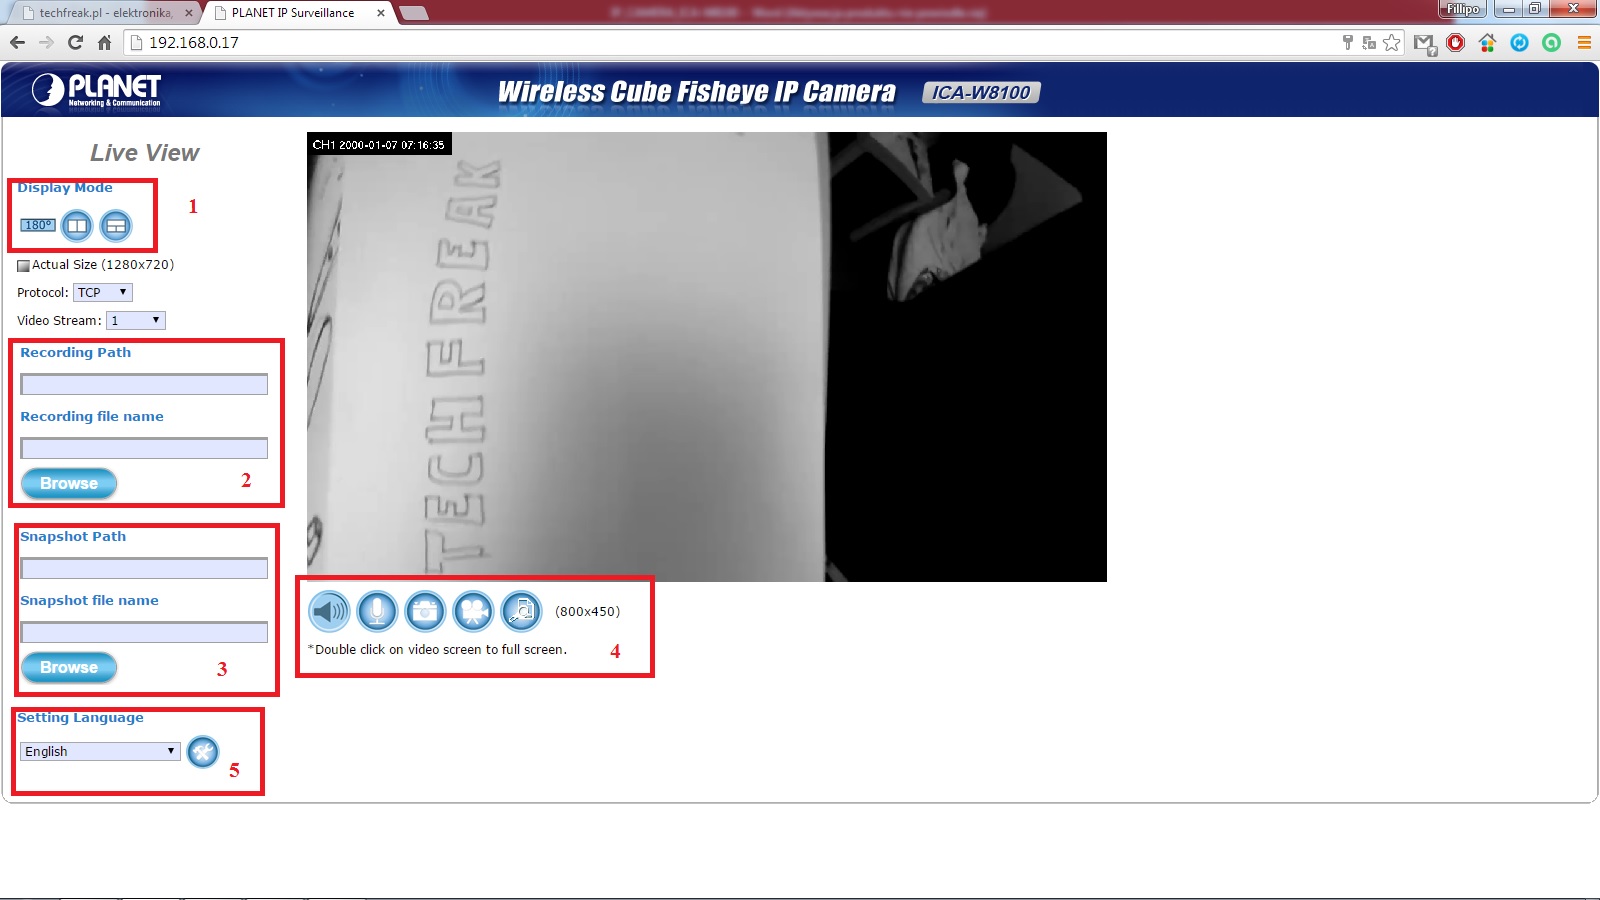 techfreak.pl - elektronika,
PLANET IP Surveillance
Fillipo
192.168.0.17
PLANET
Networking & Communication
Wireless Cube Fisheye IP Camera
ICA-W8100
Live View
CH1 2000-01-07 07:16:35
Display Mode
1
180°
Actual Size (1280x720)
Protocol: TCP
Video Stream: 1
Recording Path
Recording file name
Browse
2
Snapshot Path
Snapshot file name
Browse
3
Setting Language
English
5
TECHFREAK
(800x450)
*Double click on video screen to full screen.
4